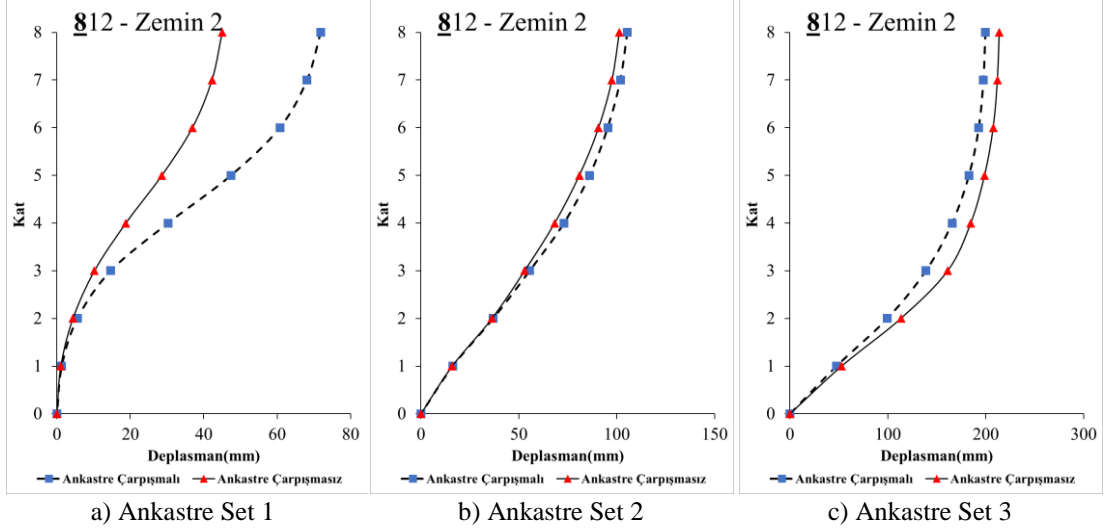 812 - Zemin 2
8
7
6
5
4
3
2
1
0
Kat
0 20 40 60 80
Deplasman(mm)
Ankastre Çarpışmalı Ankastre Çarpışmasız
a) Ankastre Set 1
812 - Zemin 2
8
7
6
5
4
3
2
1
0
Kat
0 50 100 150
Deplasman(mm)
Ankastre Çarpışmalı Ankastre Çarpışmasız
b) Ankastre Set 2
812 - Zemin 2
8
7
6
5
4
3
2
1
0
Kat
0 100 200 300
Deplasman(mm)
Ankastre Çarpışmalı Ankastre Çarpışmasız
c) Ankastre Set 3